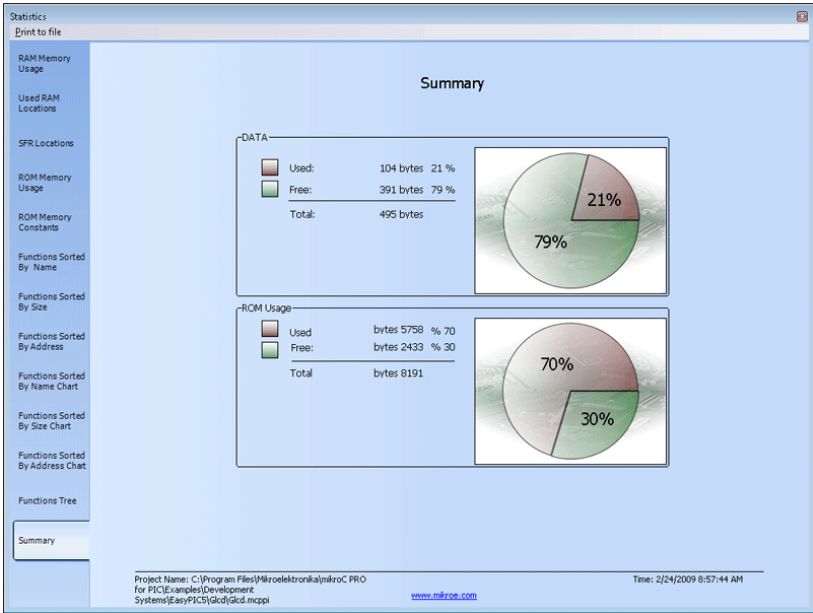 Statistics
Print to file
RAM Memory
Usage
Used RAM
Locations
SFR Locations
ROM Memory
Usage
ROM Memory
Constants
Functions Sorted
By Name
Functions Sorted
By Size
Functions Sorted
By Address
Functions Sorted
By Name Chart
Functions Sorted
By Size Chart
Functions Sorted
By Address Chart
Functions Tree
Summary
Summary
DATA
Used: 104 bytes 21 %
Free: 391 bytes 79 %
Total: 495 bytes
21%
79%
ROM Usage
Used bytes 5758 % 70
Free: bytes 2433 % 30
Total bytes 8191
70%
30%
Project Name: C:\Program Files\Mikroelektronika\mikroC PRO
for PIC\Examples\Development
Systems\EasyPIC5\Glcd\Glcd.mcppi
www.mikroe.com
Time: 2/24/2009 8:57:44 AM